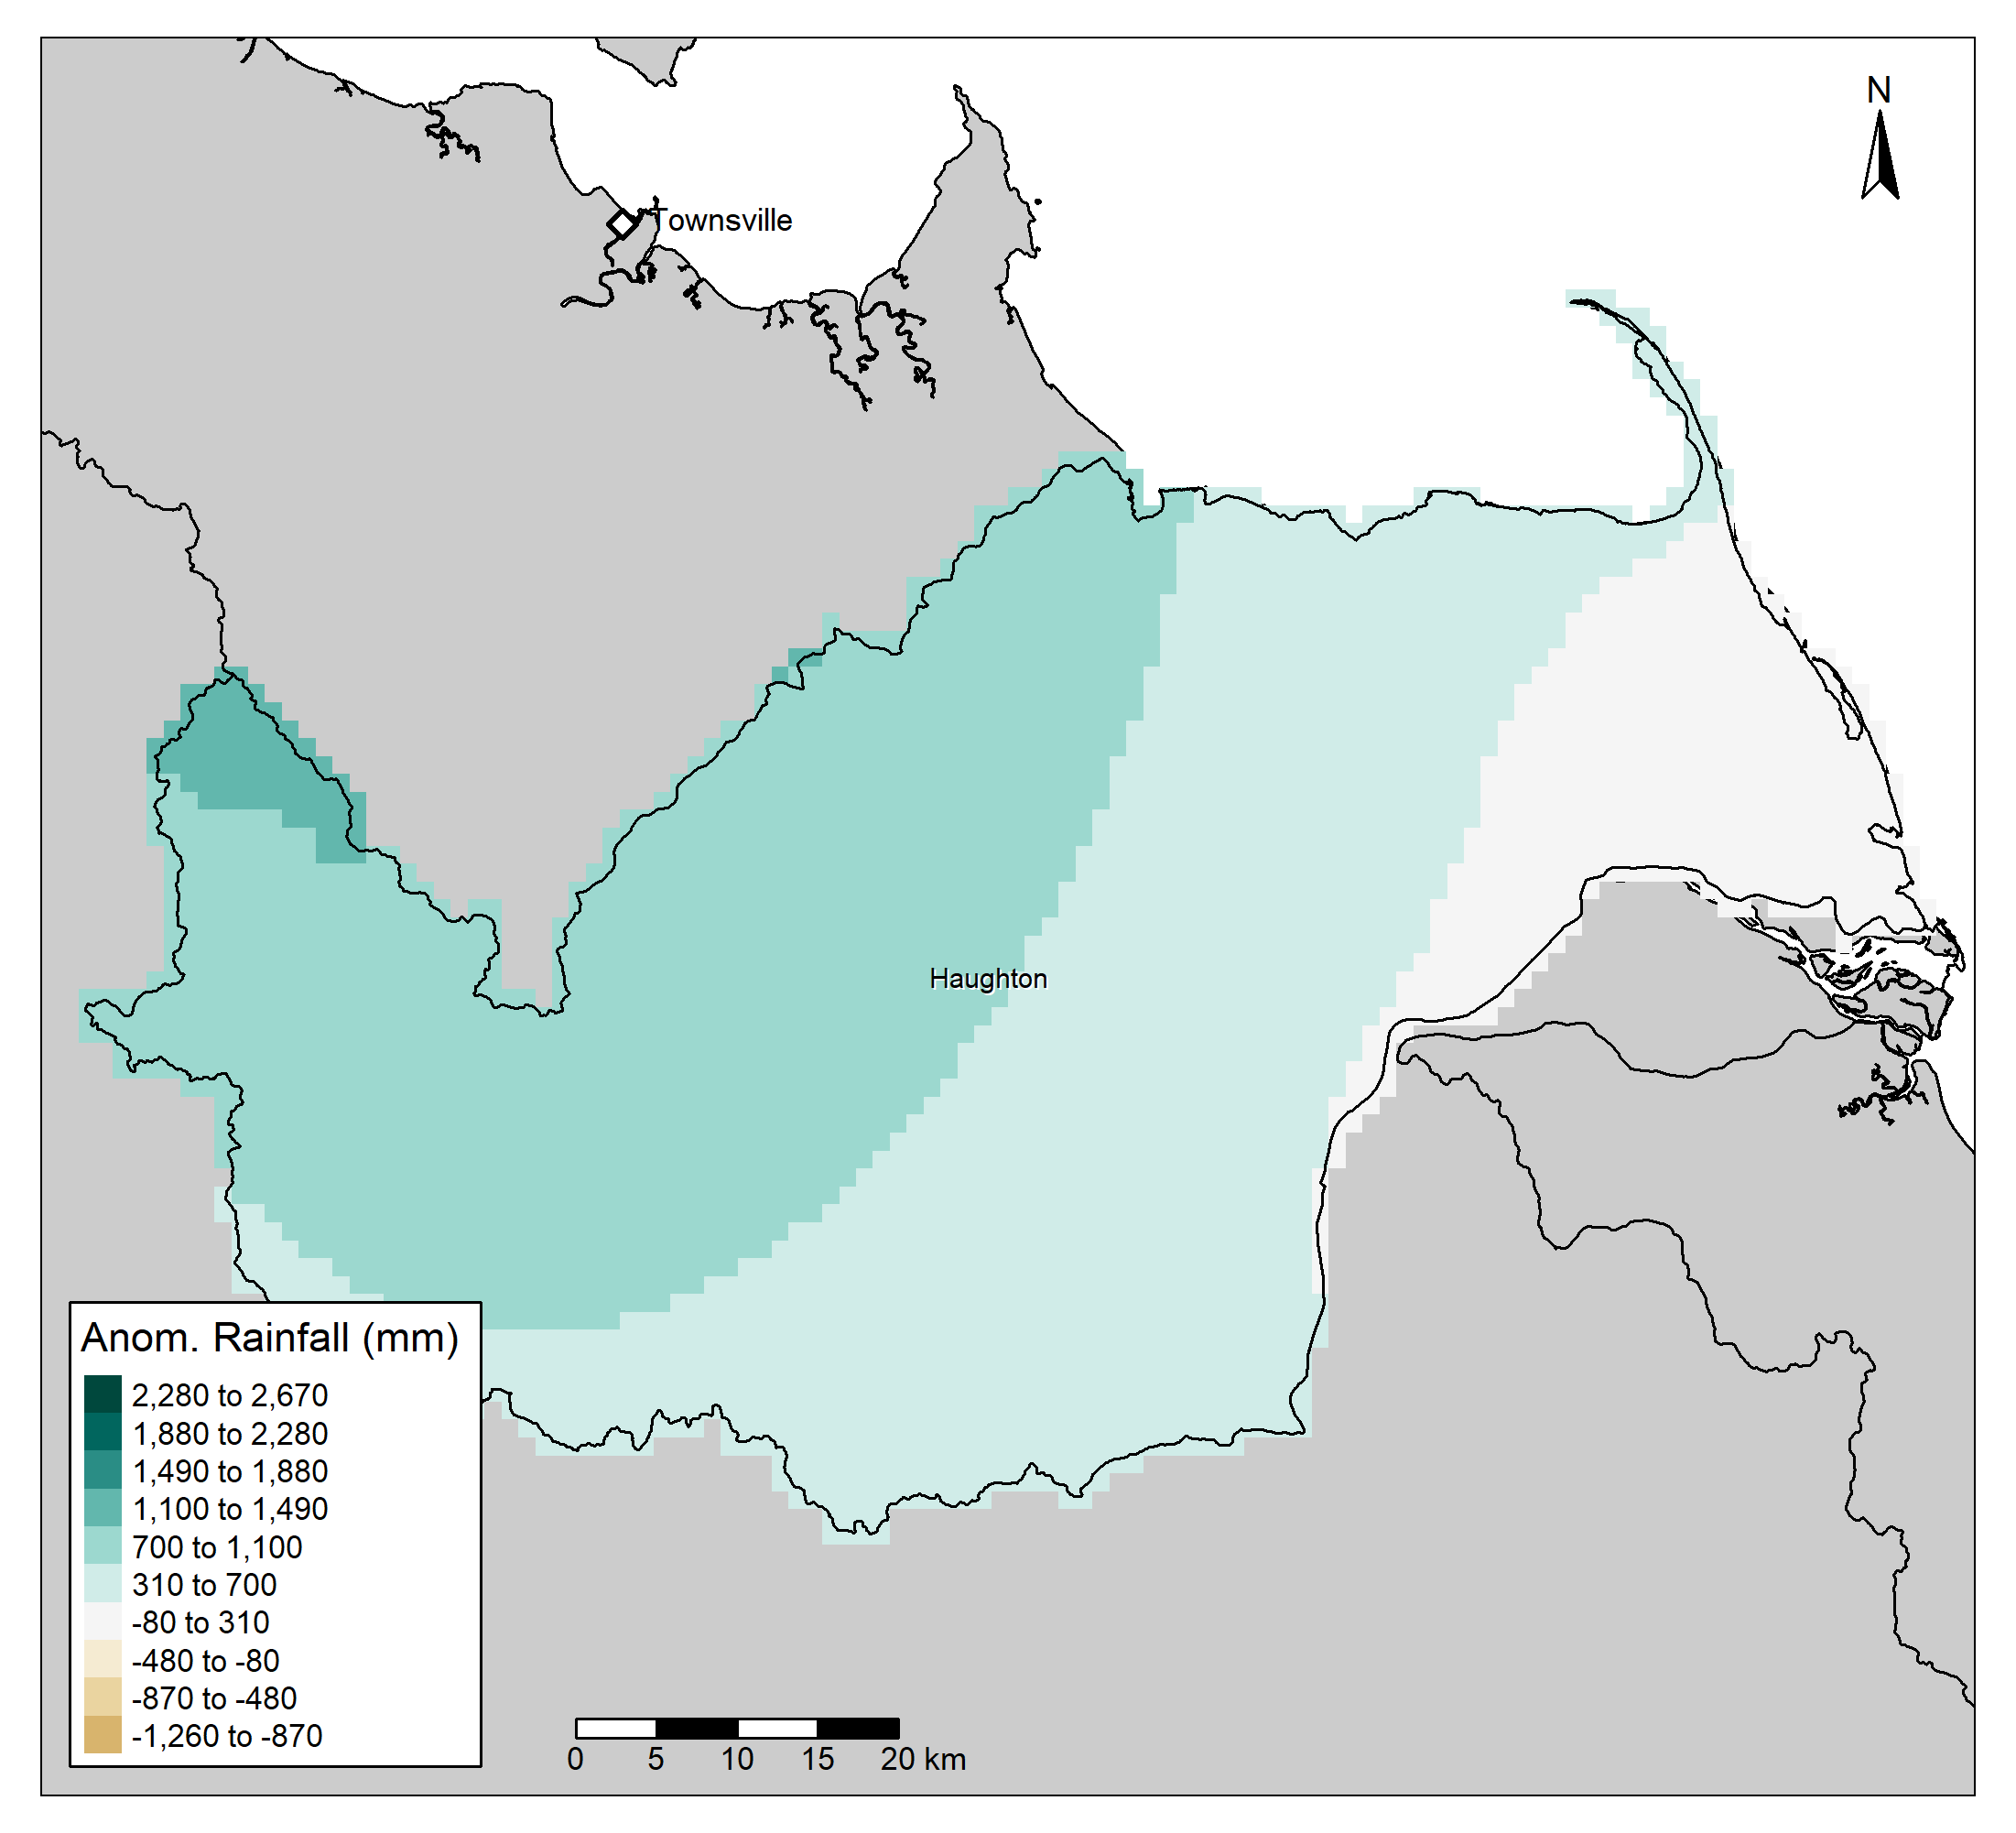 N
Townsville
Haughton
Anom. Rainfall (mm)
2,280 to 2,670
1,880 to 2,280
1,490 to 1,880
1,100 to 1,490
700 to 1,100
310 to 700
-80 to 310
-480 to -80
-870 to -480
-1,260 to -870
0 5 10 15 20 km